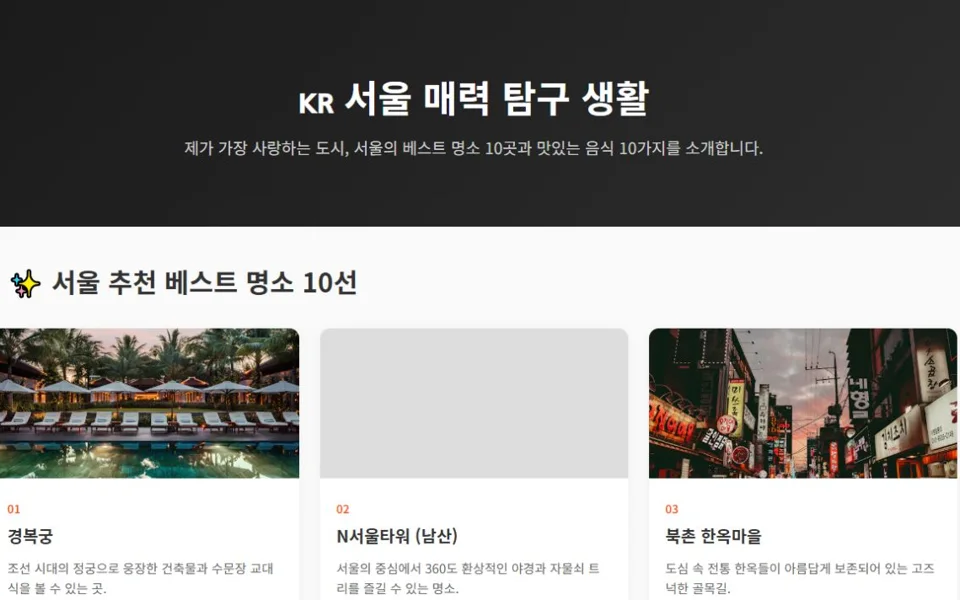 KR 서울 매력 탐구 생활
제가 가장 사랑하는 도시, 서울의 베스트 명소 10곳과 맛있는 음식 10가지를 소개합니다.
✨ 서울 추천 베스트 명소 10선
01
경복궁
조선 시대의 정궁으로 웅장한 건축물과 수문장 교대
식을 볼 수 있는 곳.
02
N서울타워 (남산)
서울의 중심에서 360도 환상적인 야경과 자물쇠 트
리를 즐길 수 있는 명소.
03
북촌 한옥마을
도심 속 전통 한옥들이 아름답게 보존되어 있는 고즈
넉한 골목길.